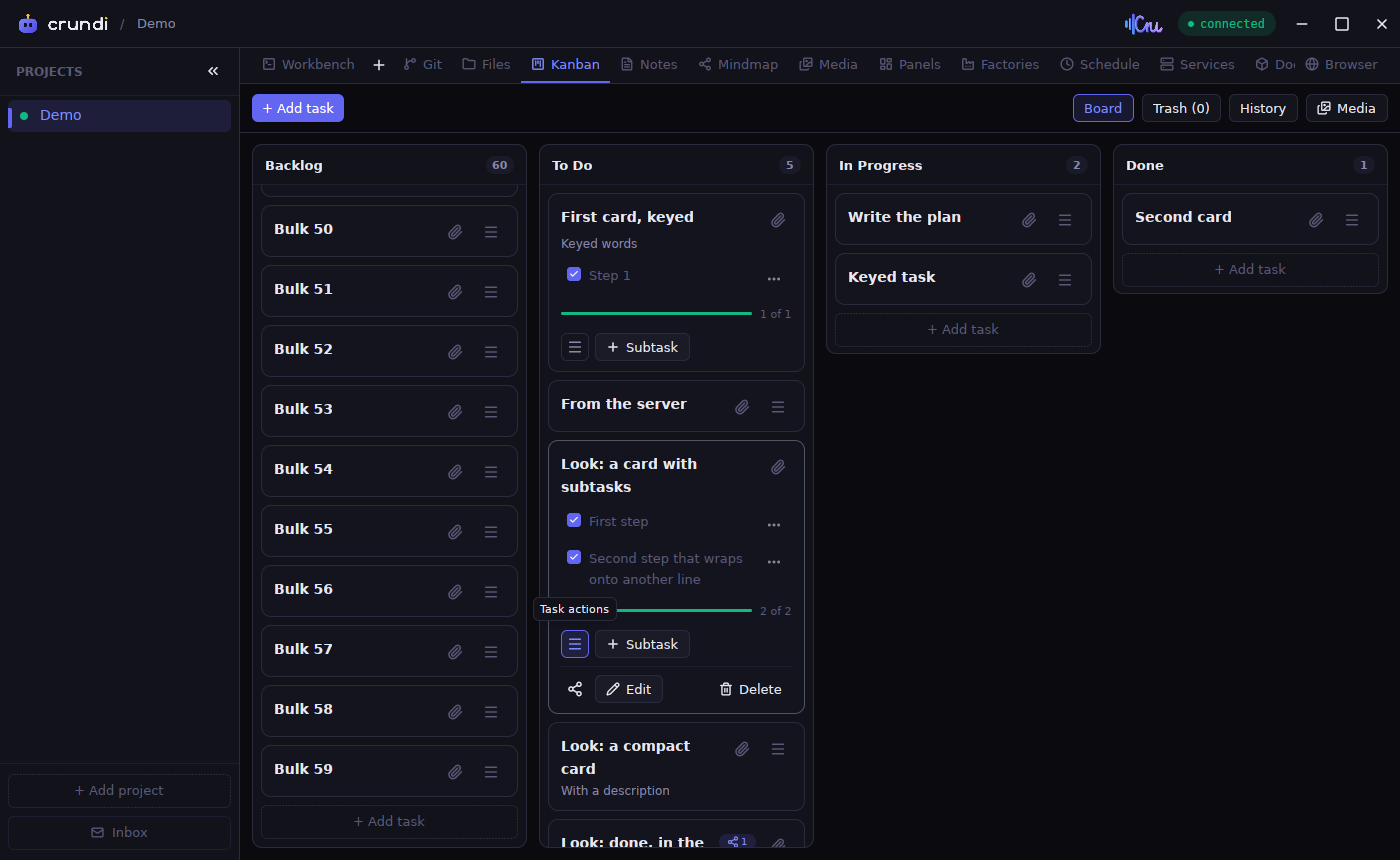 crundi / Demo
Cru
connected
PROJECTS
Workbench
Git
Files
Kanban
Notes
Mindmap
Media
Panels
Factories
Schedule
Services
Browser
Demo
+ Add task
Board
Trash (0)
History
Media
Backlog 60
Bulk 50
Bulk 51
Bulk 52
Bulk 53
Bulk 54
Bulk 55
Bulk 56
Bulk 57
Bulk 58
Bulk 59
+ Add task
To Do 5
First card, keyed
Keyed words
Step 1
1 of 1
+ Subtask
From the server
Look: a card with
subtasks
First step
Second step that wraps
onto another line
Task actions
2 of 2
+ Subtask
Edit
Delete
Look: a compact
card
With a description
Look: done, in the
1
In Progress 2
Write the plan
Keyed task
+ Add task
Done 1
Second card
+ Add task
+ Add project
Inbox